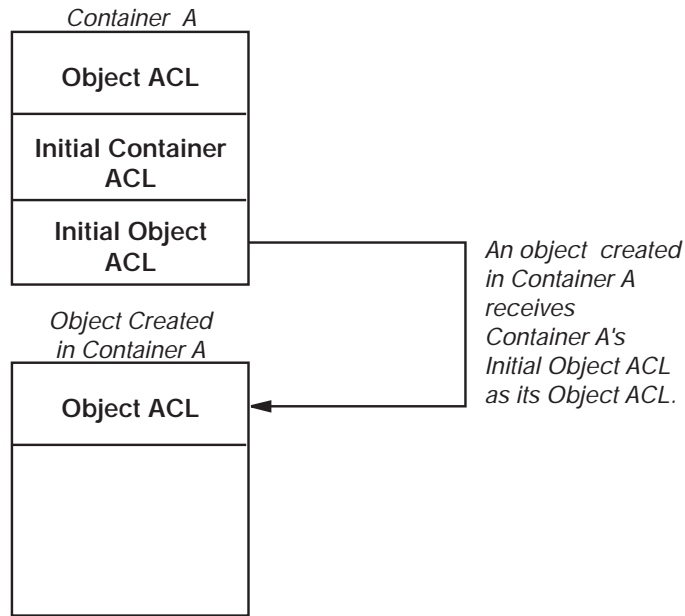 Container A
Object ACL
Initial Container
ACL
Initial Object
ACL
An object created
in Container A
receives
Container A's
Initial Object ACL
as its Object ACL.
Object Created
in Container A
Object ACL